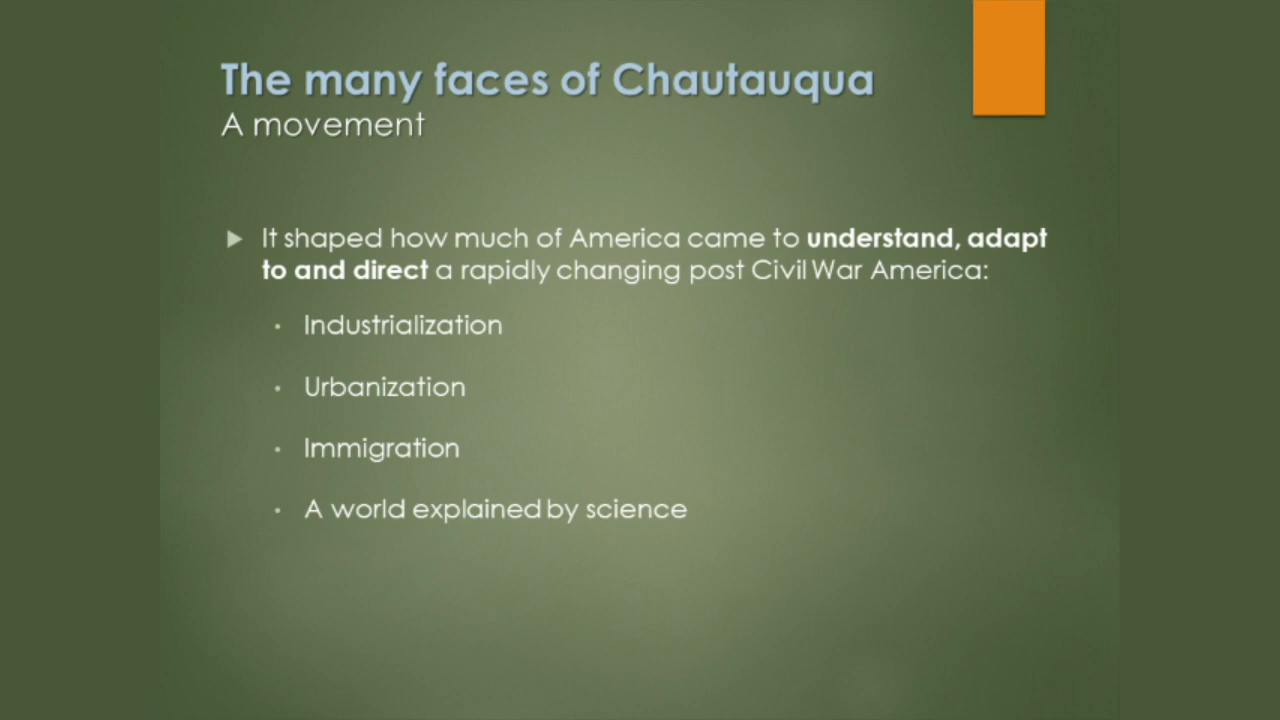 The many faces of Chautauqua
A movement
It shaped how much of America came to understand, adapt
to and direct a rapidly changing post Civil War America:
Industrialization
Urbanization
Immigration
A world explained by science